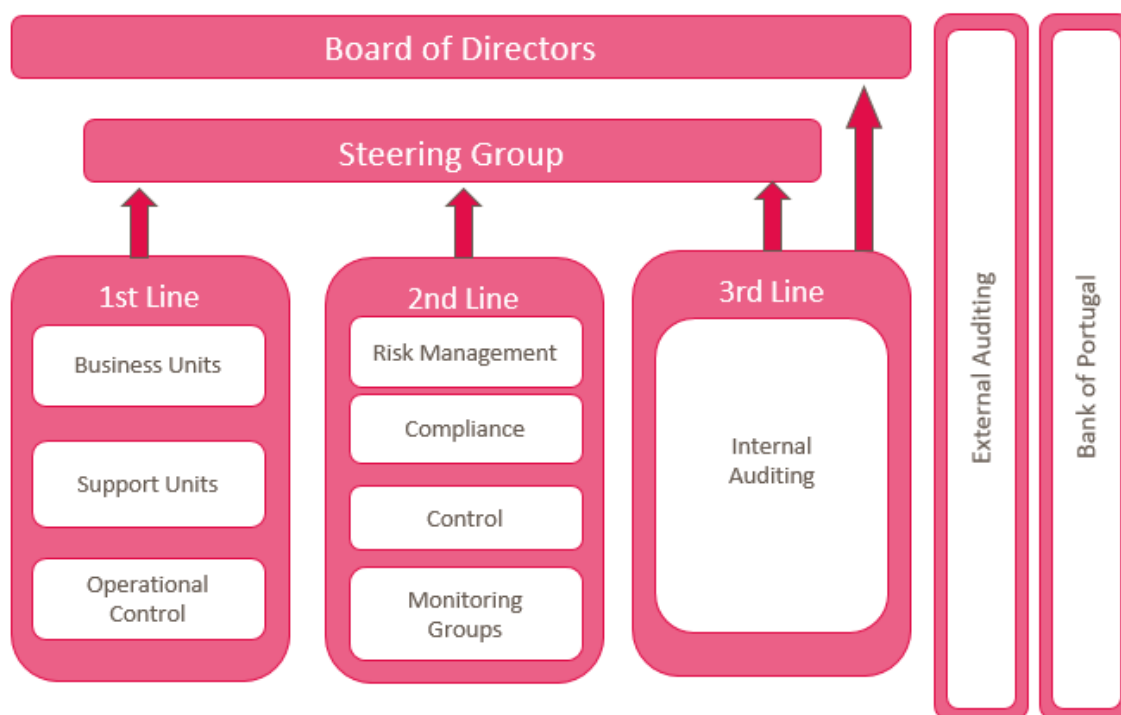 Board of Directors
Steering Group
1st Line
Business Units
Support Units
Operational
Control
2nd Line
Risk Management
Compliance
Control
Monitoring
Groups
3rd Line
Internal
Auditing
External Auditing
Bank of Portugal